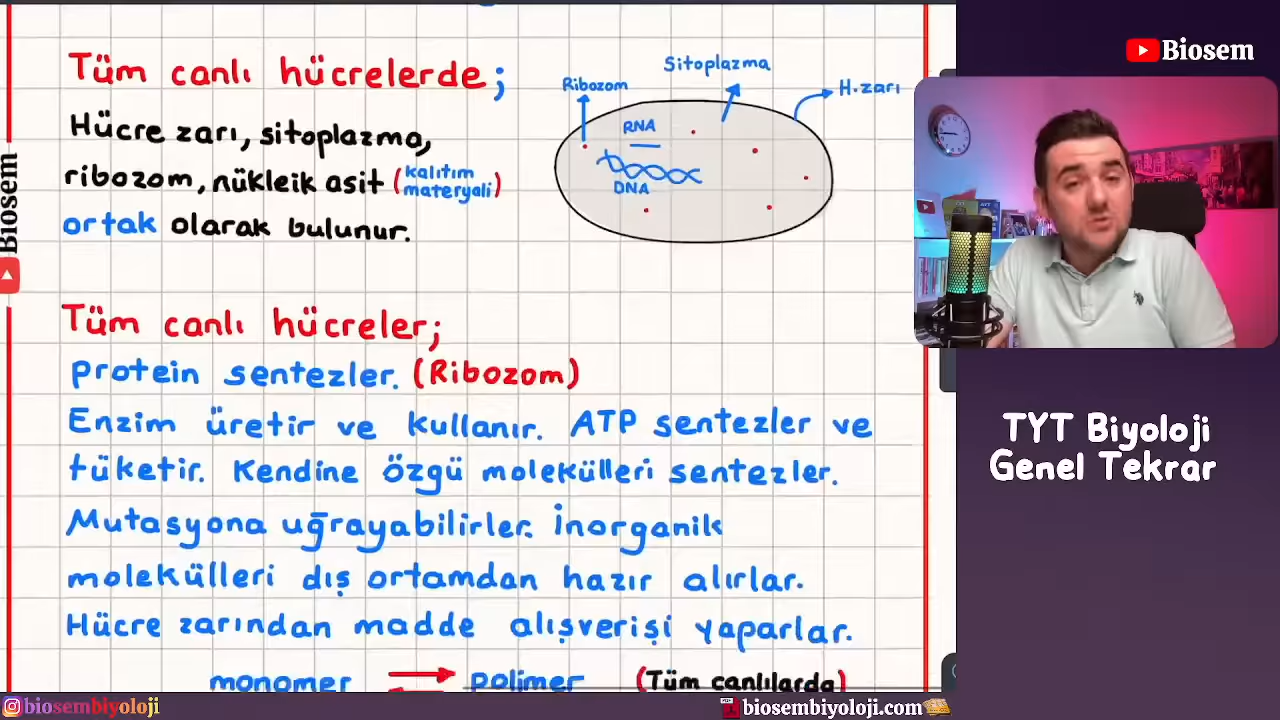 Tüm canlı hücrelerde;
Hücre zarı, sitoplazma,
ribozom, nükleik asit (kalıtım materyali)
ortak olarak bulunur.
Sitoplazma
Ribozom
H. zarı
RNA
DNA
Tüm canlı hücreler;
Protein sentezler. (Ribozom)
Enzim üretir ve kullanır. ATP sentezler ve
tüketir. Kendine özgü molekülleri sentezler.
Mutasyona uğrayabilirler. İnorganik
molekülleri dış ortamdan hazır alırlar.
Hücre zarından madde alışverişi yaparlar.
monomer polimer (Tüm canlılarda)
Biosem
Biosem
TYT Biyoloji
Genel Tekrar
biosembiyoloji
biosembiyoloji.com